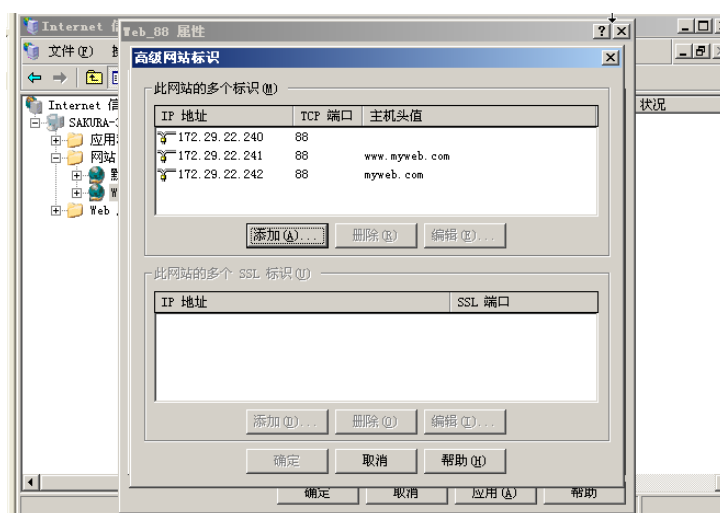 Internet 信
Web_88 属性
文件(F)
高级网站标识
此网站的多个标识(M)
Internet 信
状况
IP 地址 TCP 端口 主机头值
SAKURA-
172.29.22.240 88
应用
172.29.22.241 88 www.myweb.com
网站
172.29.22.242 88 myweb.com
默
W
Web
添加(A)... 删除(R) 编辑(E)...
此网站的多个 SSL 标识(U)
IP 地址 SSL 端口
添加(D)... 删除(O) 编辑(I)...
确定 取消 帮助(H)
确定 取消 应用(A) 帮助